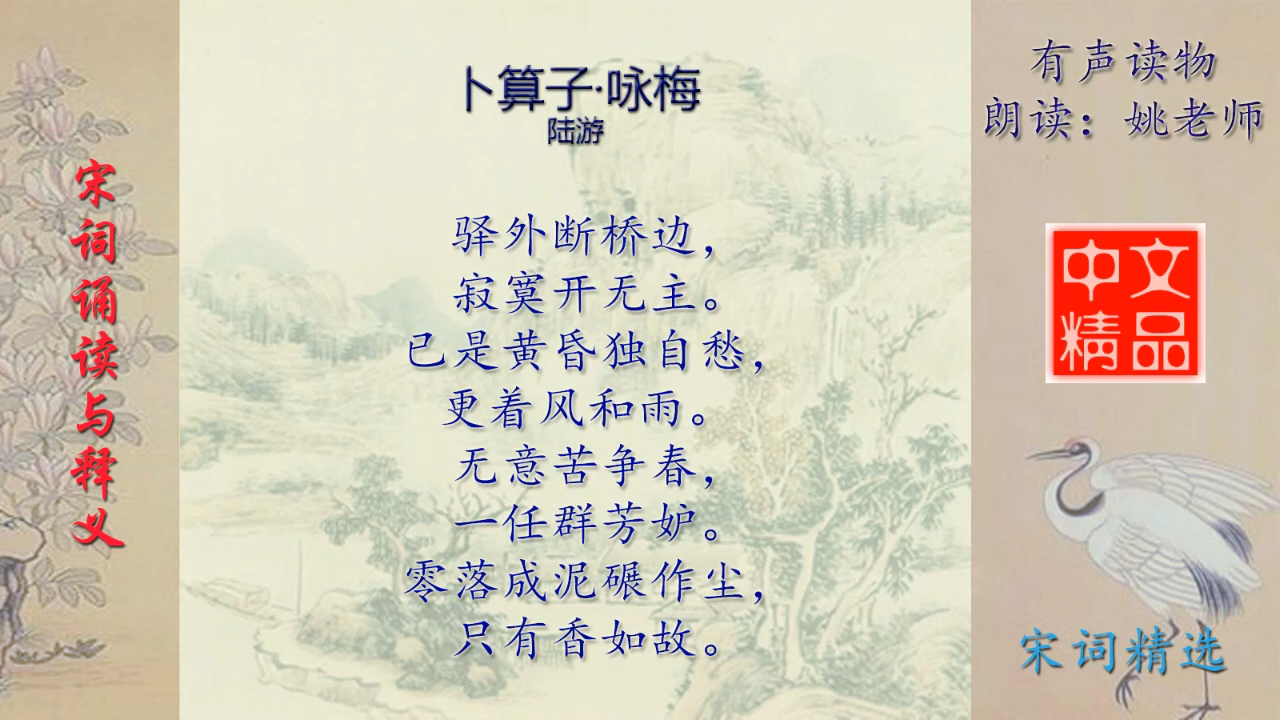 卜算子·咏梅
陆游
驿外断桥边，
寂寞开无主。
已是黄昏独自愁，
更着风和雨。
无意苦争春，
一任群芳妒。
零落成泥碾作尘，
只有香如故。
宋词诵读与释义
有声读物
朗读：姚老师
中文
精品
宋词精选